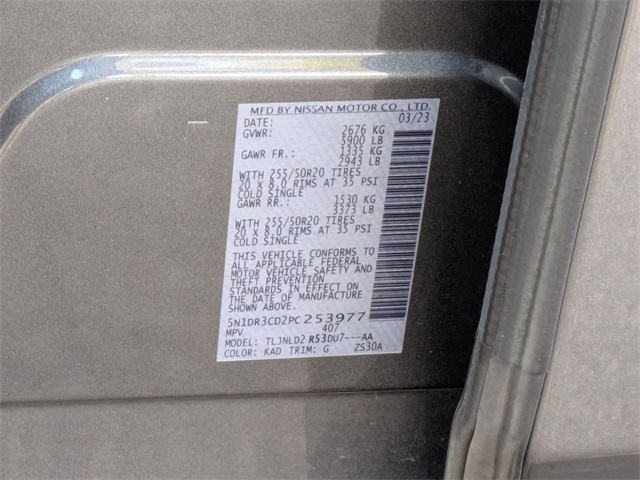 MFD BY NISSAN MOTOR CO., LTD.
DATE: 03/23
GVWR: 2676 KG
5900 LB
GAWR FR.: 1335 KG
2943 LB
WITH 255/50R20 TIRES
20 X 8.0 RIMS AT 35 PSI
COLD SINGLE
GAWR RR.: 1530 KG
3373 LB
WITH 255/50R20 TIRES
20 X 8.0 RIMS AT 35 PSI
COLD SINGLE
THIS VEHICLE CONFORMS TO
ALL APPLICABLE FEDERAL
MOTOR VEHICLE SAFETY AND
THEFT PREVENTION
STANDARDS IN EFFECT ON
THE DATE OF MANUFACTURE
SHOWN ABOVE.
5N1DR3CD2PC253977
MPV 407
MODEL: TLJNLD2 R53DU7---AA
COLOR: KAD TRIM: G ZS30A